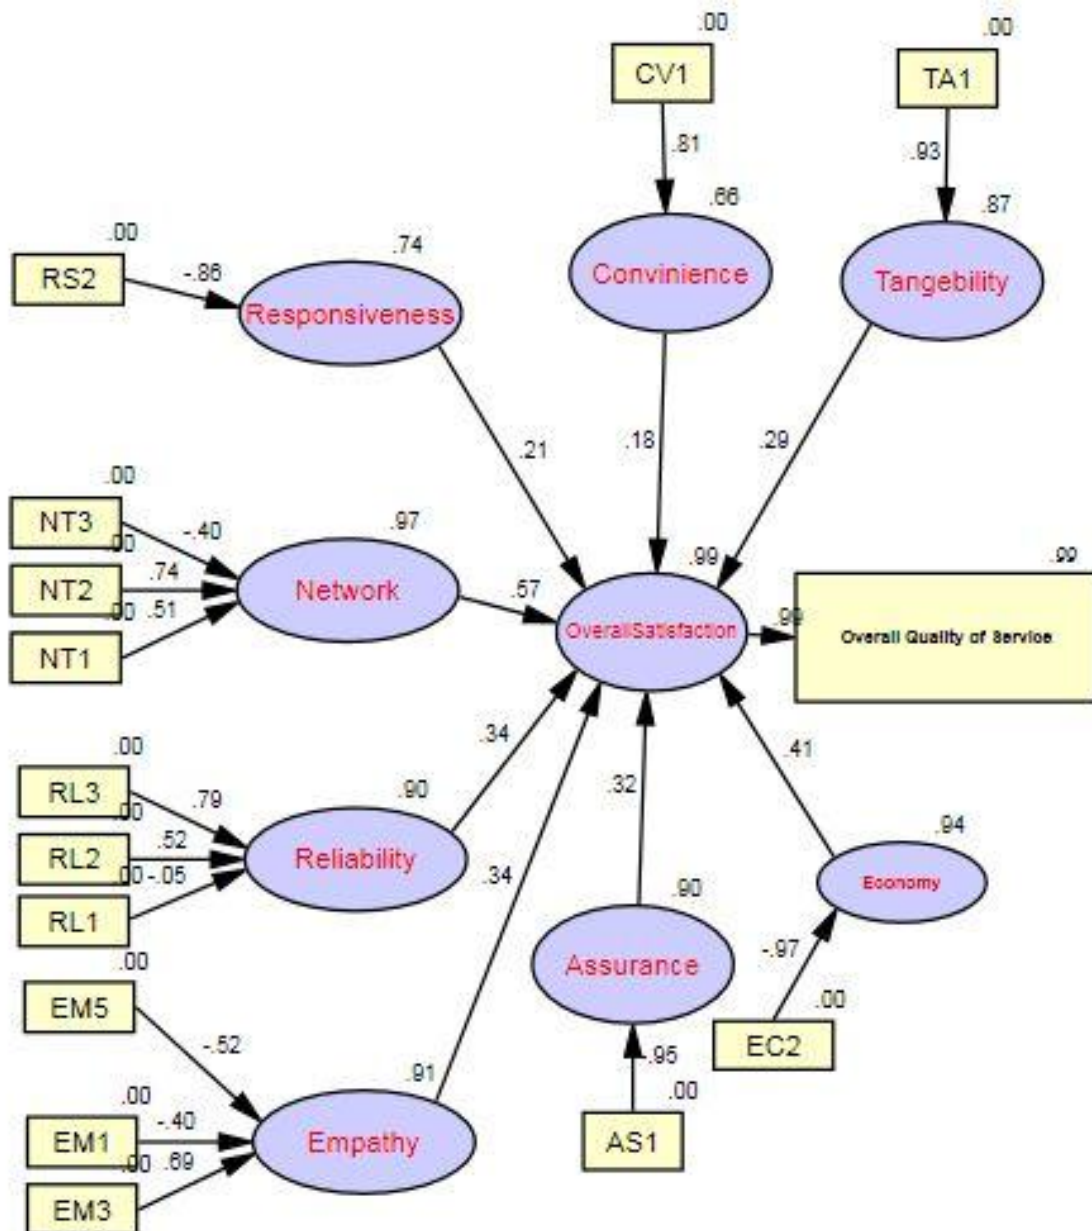 .00
.00
CV1
TA1
.81
.93
.66
.87
.00
.74
Convinience
Tangebility
RS2
-.86
Responsiveness
.21
.18
.29
.00
NT3
-.40
.97
.00
NT2
.74
Network
.57
.99
.99
.00
.51
NT1
OverallSatisfaction
.99
Overall Quality of Service
.00
RL3
.79
.90
.34
.32
.41
.00
RL2
.52
Reliability
.94
.00
-.05
RL1
.34
.90
Economy
.00
EM5
-.52
Assurance
-.97
.00
.91
-.95
EC2
.00
.00
EM1
-.40
Empathy
AS1
.00
.69
EM3